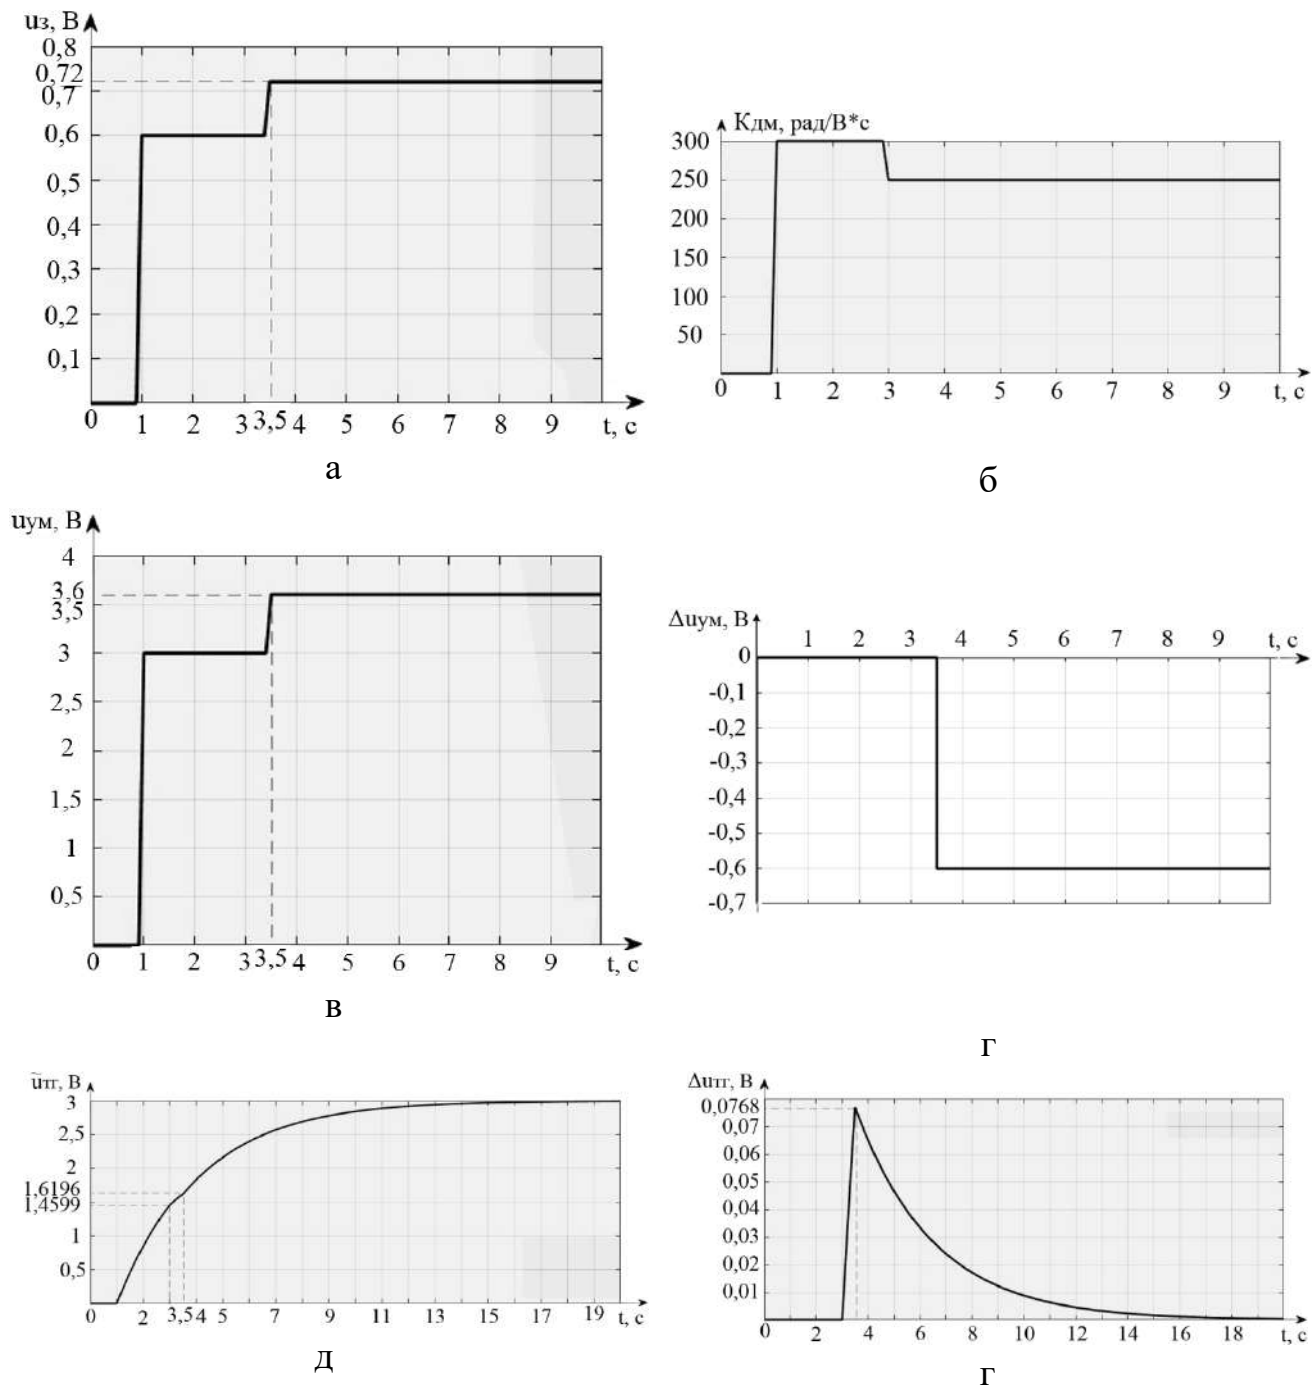 uз, В
0,8
0,72
0,7
0,6
0,5
0,4
0,3
0,2
0,1
0 1 2 3 3,5 4 5 6 7 8 9 t, с
а
Kдм, рад/В*с
300
250
200
150
100
50
0 1 2 3 4 5 6 7 8 9 t, с
б
uум, В
4
3,6
3,5
3
2,5
2
1,5
1
0,5
0 1 2 3 3,5 4 5 6 7 8 9 t, с
в
Δuум, В
1 2 3 4 5 6 7 8 9 t, с
0
-0,1
-0,2
-0,3
-0,4
-0,5
-0,6
-0,7
г
ũтг, В
3
2,5
2
1,6196
1,4599
1
0,5
0 2 3,5 4 5 7 9 11 13 15 17 19 t, с
д
Δuтг, В
0,0768
0,07
0,06
0,05
0,04
0,03
0,02
0,01
0 2 4 6 8 10 12 14 16 18 t, с
г